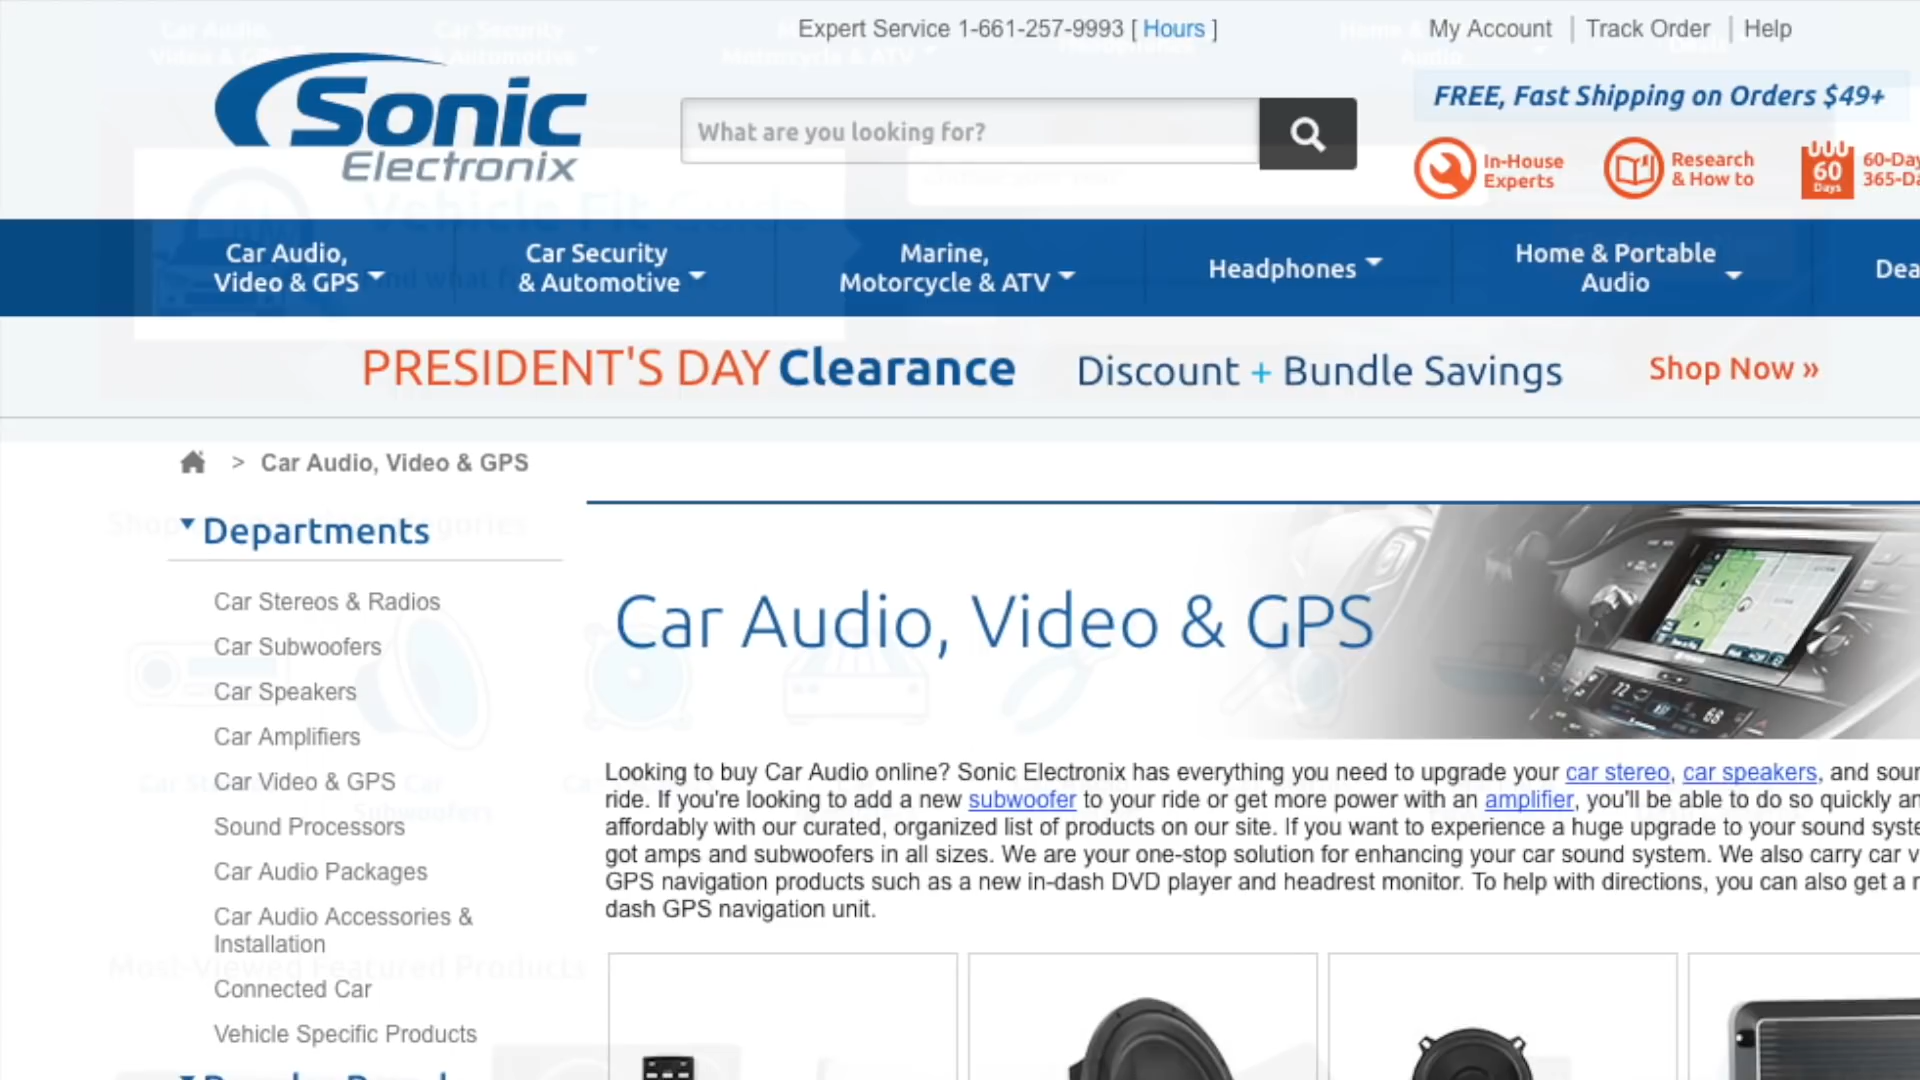 Expert Service 1-661-257-9993 [ Hours ]
My Account | Track Order | Help
Sonic
Electronix
What are you looking for?
FREE, Fast Shipping on Orders $49+
In-House
Experts
Research
& How to
60
Days
60-Day
Car Audio,
Video & GPS
Car Security
& Automotive
Marine,
Motorcycle & ATV
Headphones
Home & Portable
Audio
PRESIDENT'S DAY Clearance
Discount + Bundle Savings
Shop Now »
> Car Audio, Video & GPS
Departments
Car Stereos & Radios
Car Subwoofers
Car Speakers
Car Amplifiers
Car Video & GPS
Sound Processors
Car Audio Packages
Car Audio Accessories &
Installation
Connected Car
Vehicle Specific Products
Car Audio, Video & GPS
Looking to buy Car Audio online? Sonic Electronix has everything you need to upgrade your car stereo, car speakers, and
ride. If you're looking to add a new subwoofer to your ride or get more power with an amplifier, you'll be able to do so quickly
affordably with our curated, organized list of products on our site. If you want to experience a huge upgrade to your sound
got amps and subwoofers in all sizes. We are your one-stop solution for enhancing your car sound system. We also carry car
GPS navigation products such as a new in-dash DVD player and headrest monitor. To help with directions, you can also get a
dash GPS navigation unit.
Vehicle Fit Guide
Most-Viewed Featured Products